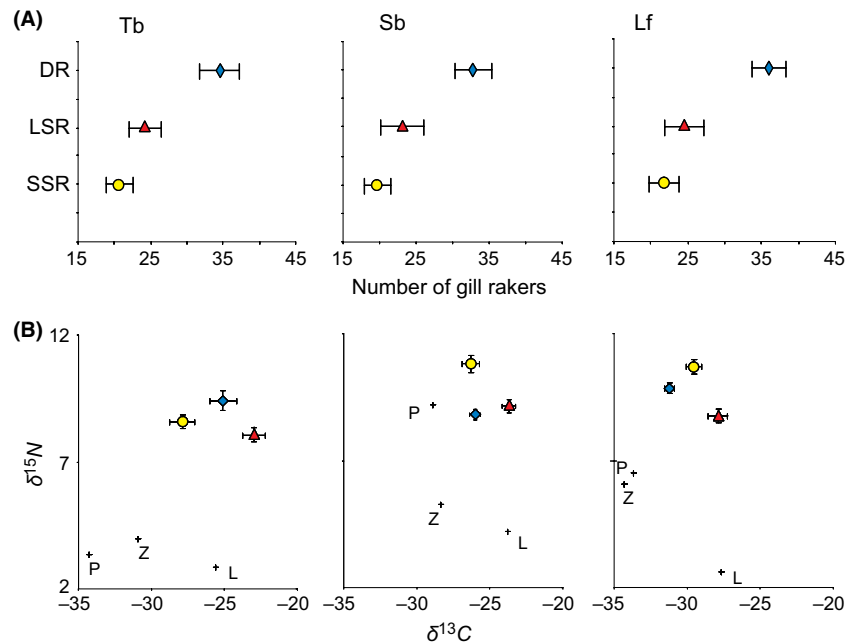 (A)
Tb Sb Lf
DR
LSR
SSR
15 25 35 45 15 25 35 45 15 25 35 45
Number of gill rakers
(B)
12
7
2
δ15N
P Z L
P Z L
P Z L
–35 –30 –25 –20 –35 –30 –25 –20 –35 –30 –25 –20
δ13C